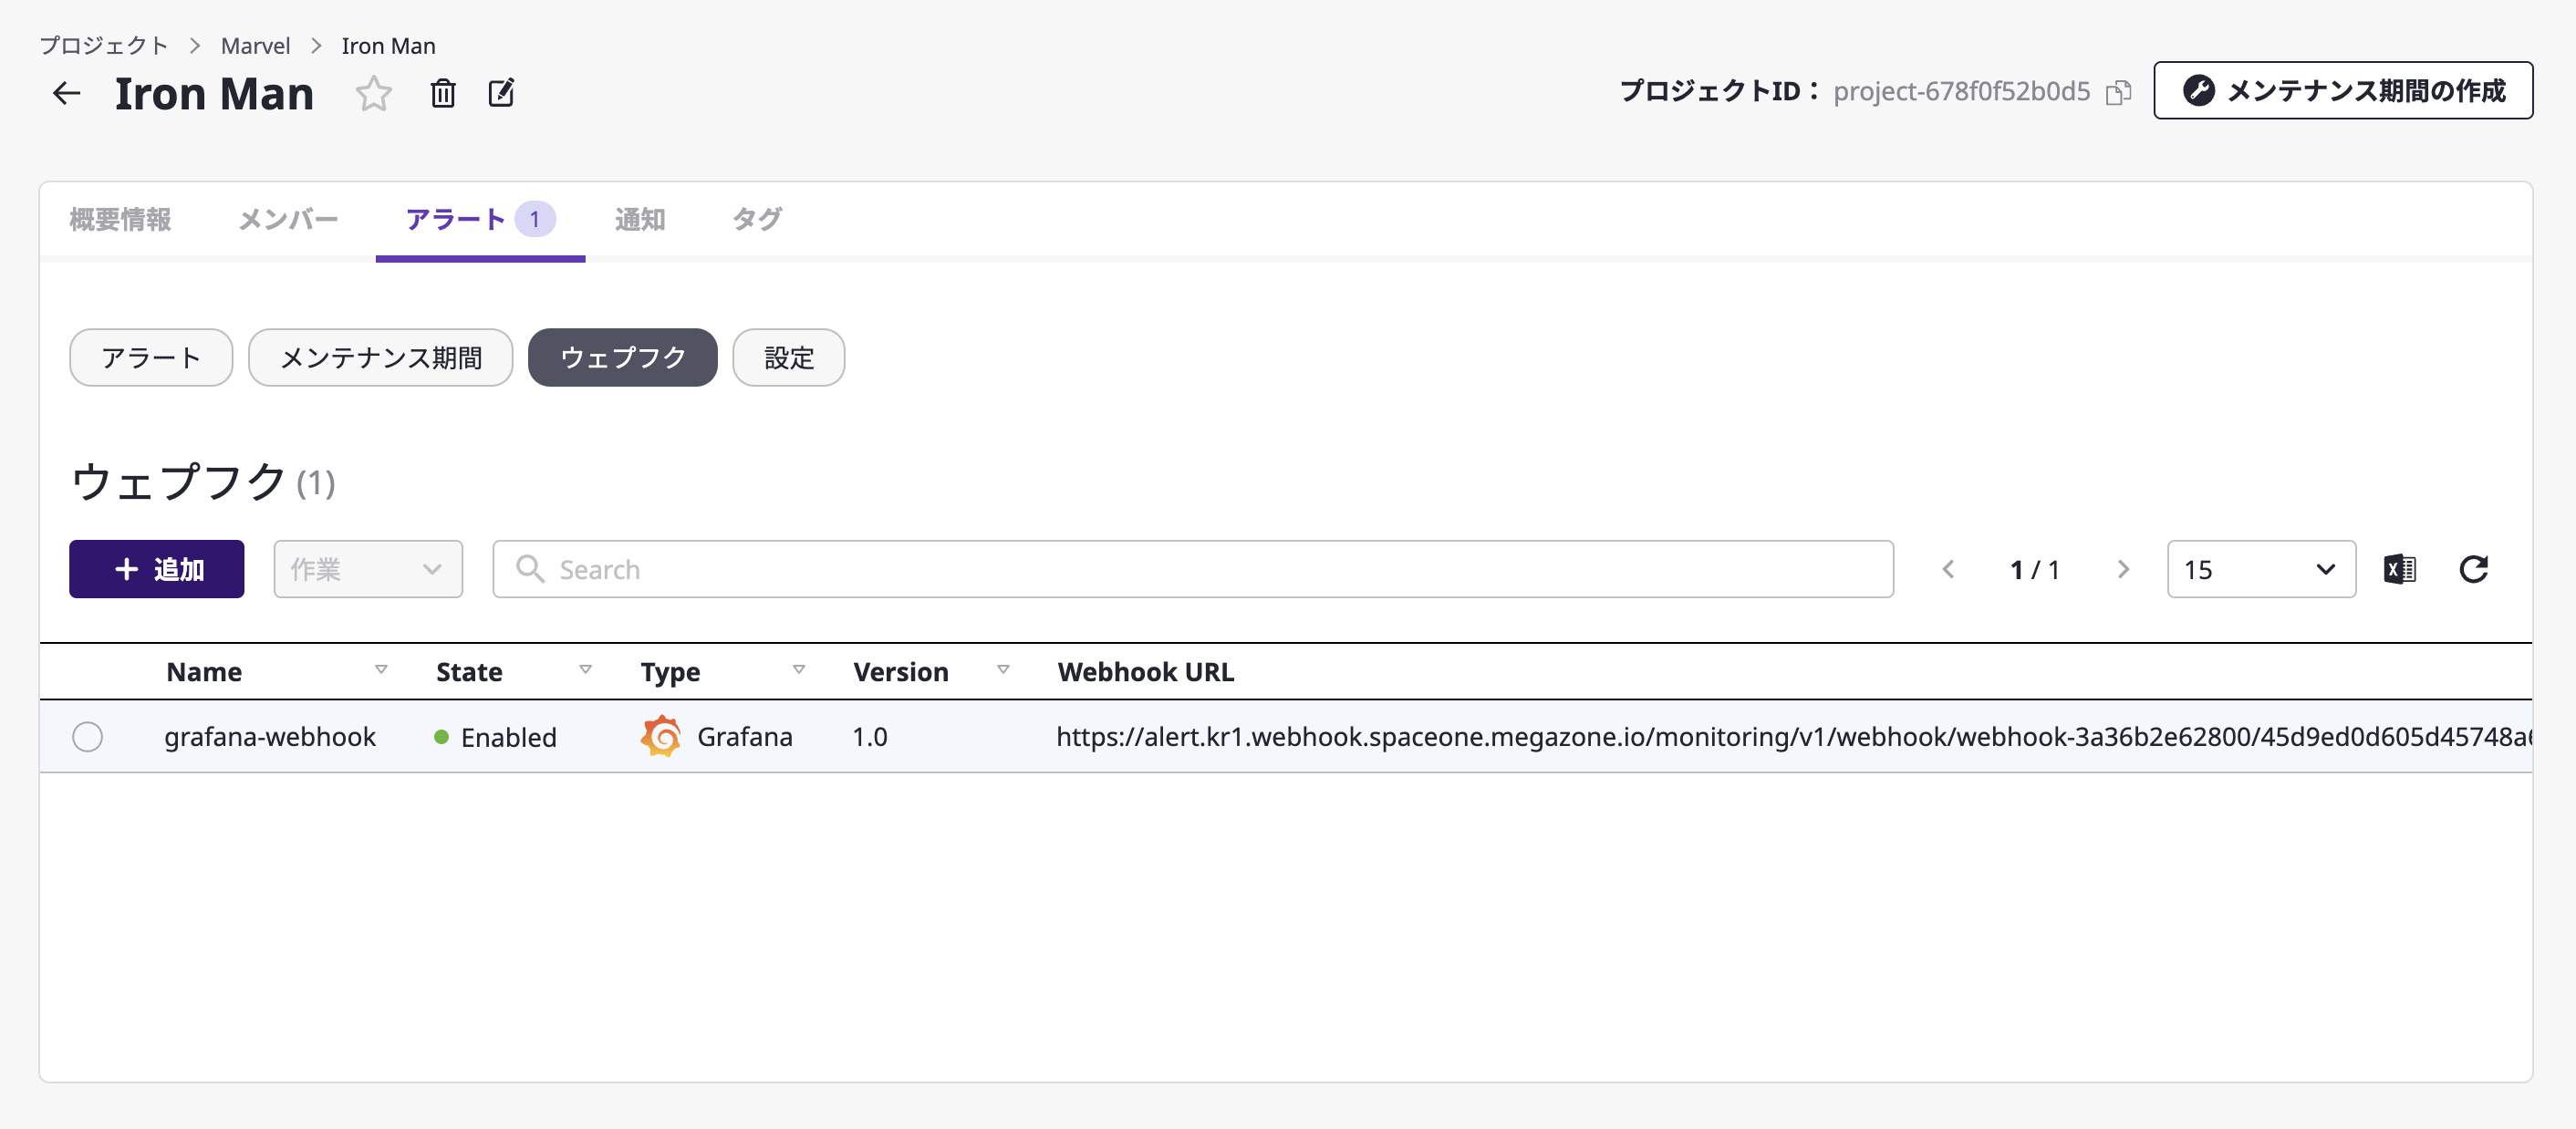 プロジェクト > Marvel > Iron Man
Iron Man
プロジェクトID： project-678f0f52b0d5
メンテナンス期間の作成
概要情報 メンバー アラート 1 通知 タグ
アラート メンテナンス期間 ウェプフク 設定
ウェプフク (1)
+ 追加 作業 Search 1 / 1 15
Name State Type Version Webhook URL
grafana-webhook Enabled Grafana 1.0 https://alert.kr1.webhook.spaceone.megazone.io/monitoring/v1/webhook/webhook-3a36b2e62800/45d9ed0d605d45748a